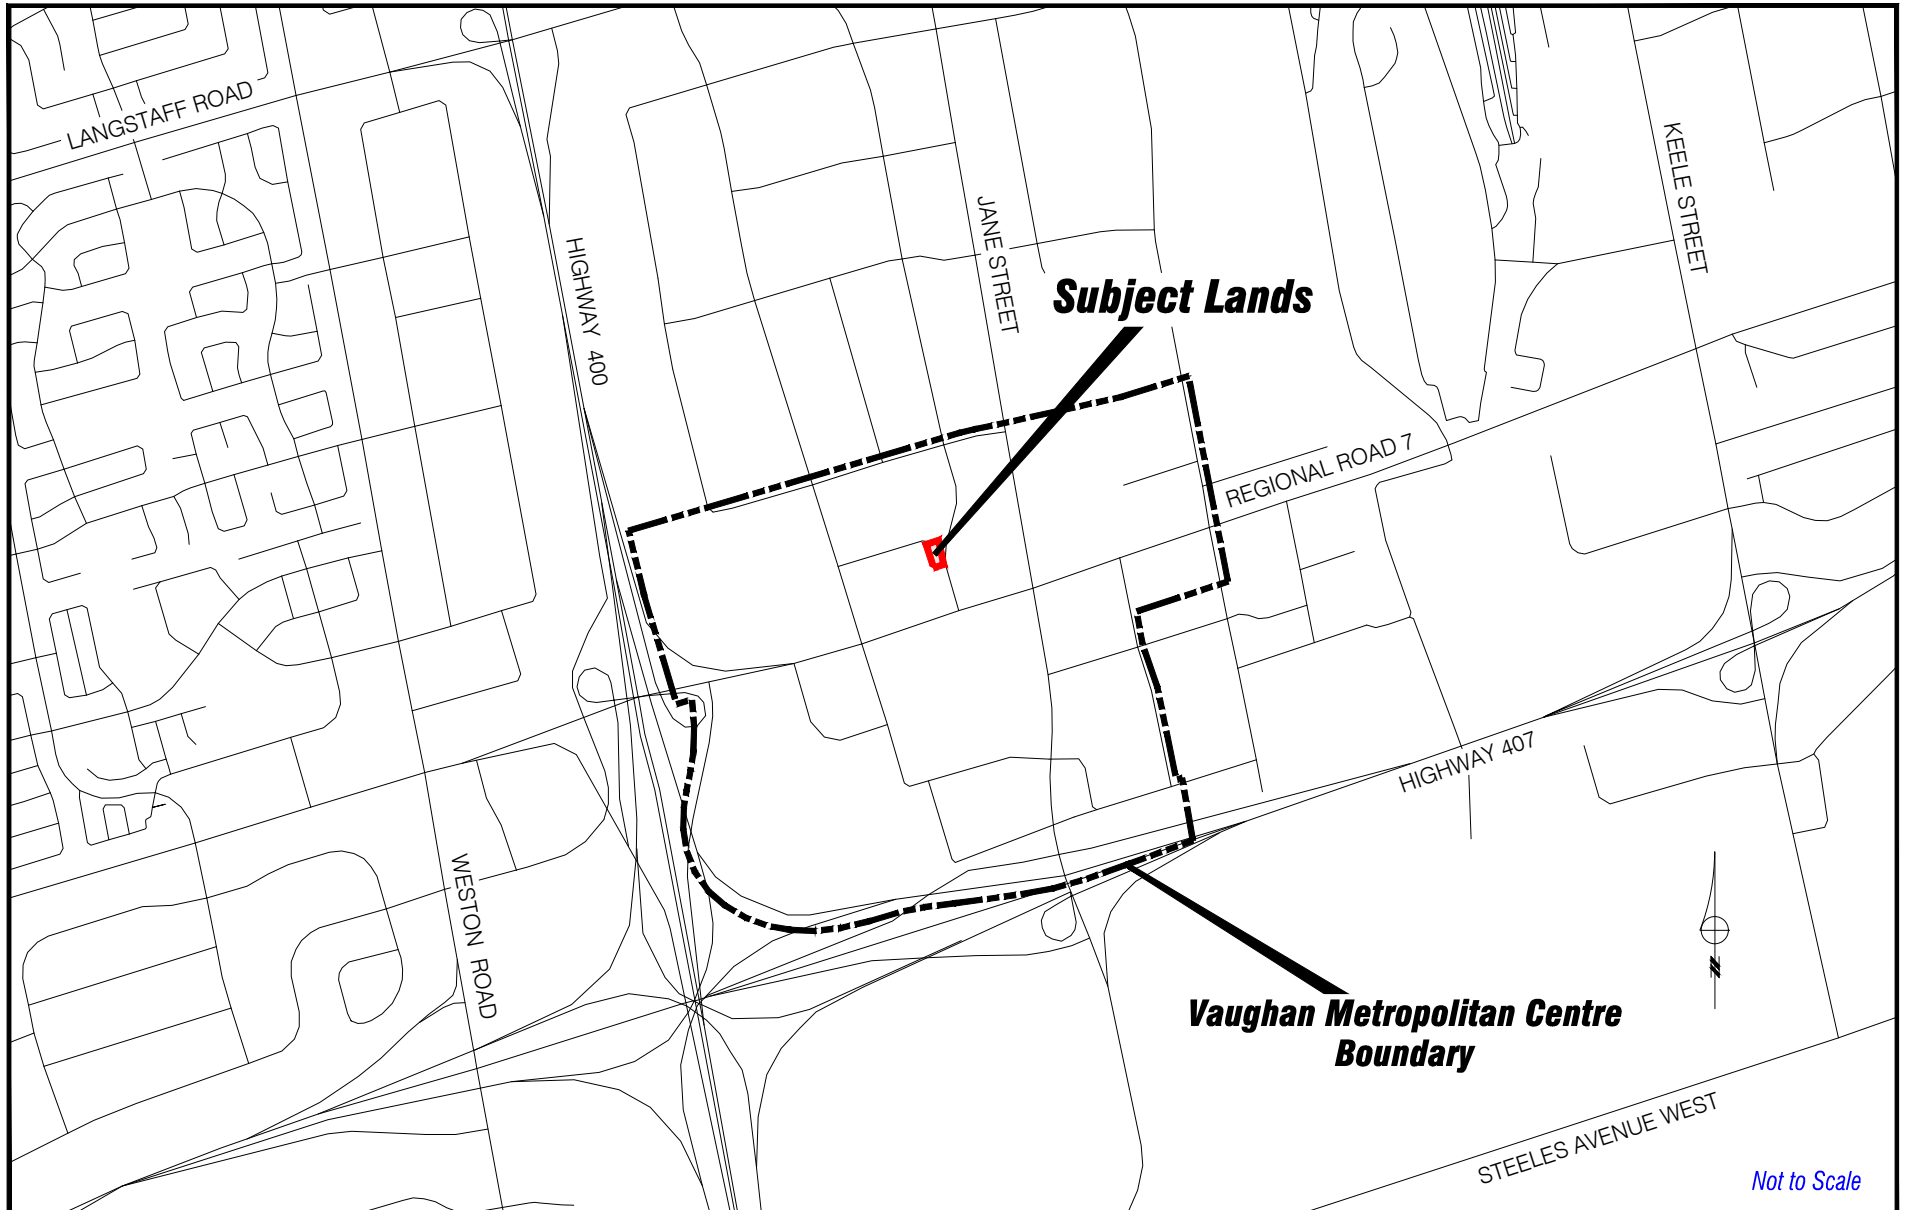 LANGSTAFF ROAD
KEELE STREET
JANE STREET
HIGHWAY 400
Subject Lands
REGIONAL ROAD 7
HIGHWAY 407
WESTON ROAD
Vaughan Metropolitan Centre
Boundary
STEELES AVENUE WEST
Not to Scale